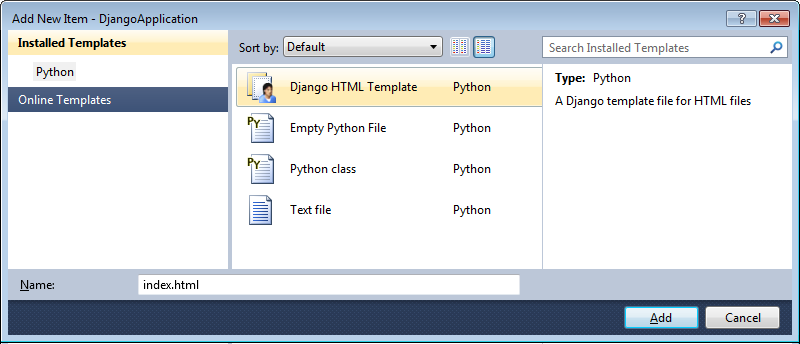 Add New Item - DjangoApplication
Installed Templates
Python
Online Templates
Sort by: Default
Search Installed Templates
Django HTML Template Python
Empty Python File Python
Python class Python
Text file Python
Type: Python
A Django template file for HTML files
Name: index.html
Add Cancel